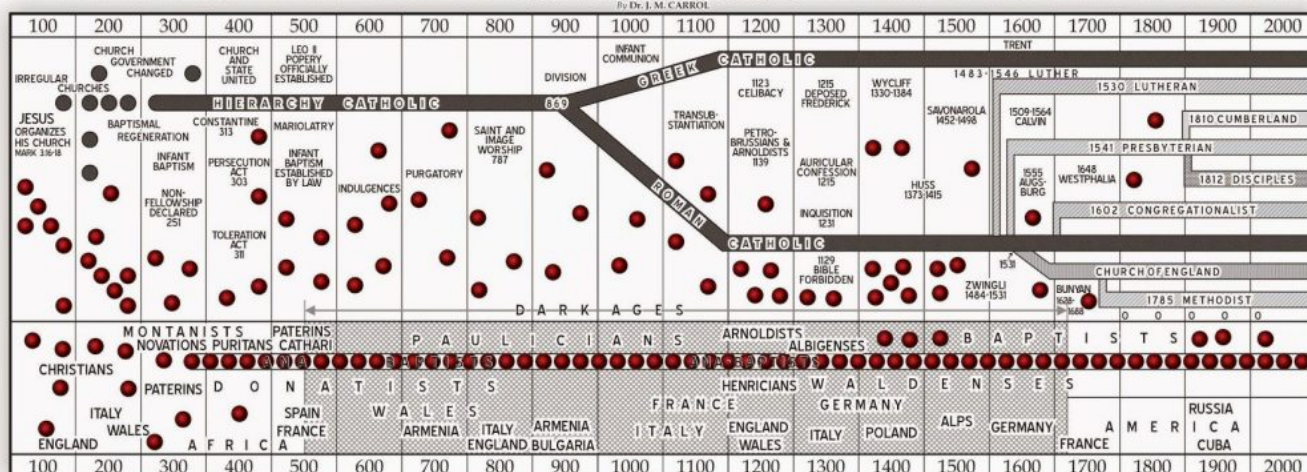 By Dr. J. M. CARROL
100 200 300 400 500 600 700 800 900 1000 1100 1200 1300 1400 1500 1600 1700 1800 1900 2000
IRREGULAR
CHURCHES
JESUS
ORGANIZES
HIS CHURCH
MARK 3:16-18
CHURCH
GOVERNMENT
CHANGED
BAPTISMAL
REGENERATION
INFANT
BAPTISM
NON-
FELLOWSHIP
DECLARED
251
CHURCH
AND
STATE
UNITED
HIERARCHY CATHOLIC
CONSTANTINE
313
PERSECUTION
ACT
303
TOLERATION
ACT
311
LEO II
POPERY
OFFICIALLY
ESTABLISHED
MARIOLATRY
INFANT
BAPTISM
ESTABLISHED
BY LAW
INDULGENCES
PURGATORY
SAINT AND
IMAGE
WORSHIP
787
DIVISION
869
INFANT
COMMUNION
GREEK CATHOLIC
ROMAN CATHOLIC
TRANSUB-
STANTIATION
1123
CELIBACY
PETRO-
BRUSSIANS &
ARNOLDISTS
1139
1215
DEPOSED
FREDERICK
AURICULAR
CONFESSION
1215
INQUISITION
1231
1129
BIBLE
FORBIDDEN
WYCLIFF
1330-1384
HUSS
1373-1415
SAVONAROLA
1452-1498
ZWINGLI
1484-1531
TRENT
1483-1546 LUTHER
1530 LUTHERAN
1509-1564
CALVIN
1810 CUMBERLAND
1541 PRESBYTERIAN
1555
AUGS-
BURG
1648
WESTPHALIA
1812 DISCIPLES
1602 CONGREGATIONALIST
1531
CHURCH OF ENGLAND
BUNYAN
1628-
1688
1785 METHODIST
0 0 0 0 0
DARK AGES
MONTANISTS
NOVATIONS PURITANS
PATERINS
CATHARI
PAULICIANS
ARNOLDISTS
ALBIGENSES
BAPTISTS
ANA BAPTISTS ANA BAPTISTS
CHRISTIANS
PATERINS
DONATISTS
HENRICIANS
WALDENSES
ITALY
WALES
ENGLAND
AFRICA
SPAIN
FRANCE
WALES
ARMENIA
ITALY
ENGLAND
ARMENIA
BULGARIA
FRANCE
ITALY
ENGLAND
WALES
GERMANY
ITALY
POLAND
ALPS
GERMANY
FRANCE
AMERICA
RUSSIA
CUBA
100 200 300 400 500 600 700 800 900 1000 1100 1200 1300 1400 1500 1600 1700 1800 1900 2000